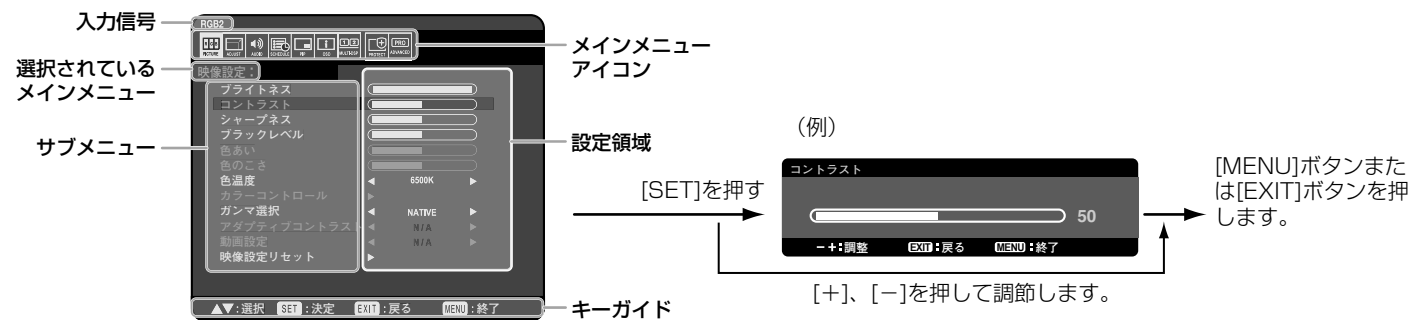 入力信号
RGB2
PICTURE ADJUST AUDIO SCHEDULE PIP OSD MULTI-DSP PROTECT PRO ADVANCED
メインメニュー
アイコン
選択されている
メインメニュー
映像設定：
サブメニュー
ブライトネス
コントラスト
シャープネス
ブラックレベル
色あい
色のこさ
色温度 ◀ 6500K ▶
カラーコントロール ▶
ガンマ選択 ◀ NATIVE ▶
アダプティブコントラスト ◀ N/A ▶
動画設定 ◀ N/A ▶
映像設定リセット ▶
設定領域
▲▼:選択 SET:決定 EXIT:戻る MENU:終了
キーガイド
[SET]を押す
（例）
コントラスト
50
－＋:調整 EXIT:戻る MENU:終了
[＋]、[－]を押して調節します。
[MENU]ボタンまた
は[EXIT]ボタンを押
します。